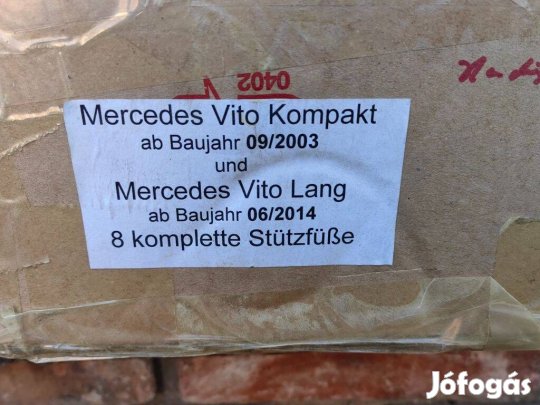 0402
Mercedes Vito Kompakt
ab Baujahr 09/2003
und
Mercedes Vito Lang
ab Baujahr 06/2014
8 komplette Stützfüße
Jófogás